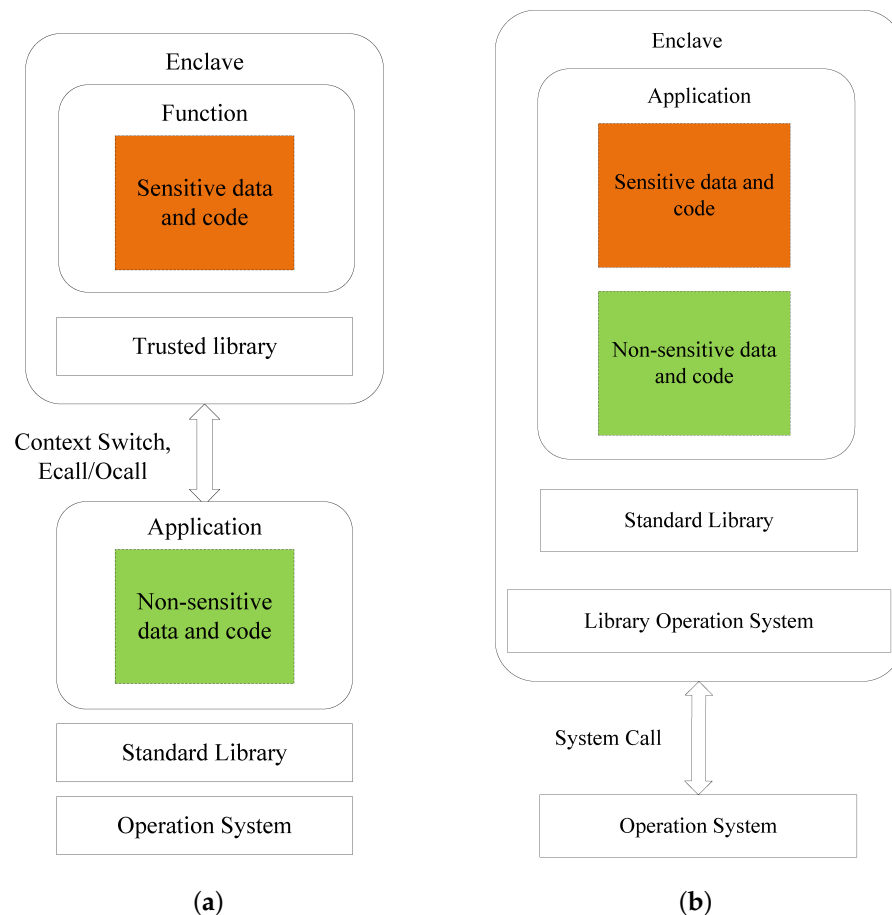 Enclave
Function
Sensitive data
and code
Trusted library
Context Switch,
Ecall/Ocall
Application
Non-sensitive
data and code
Standard Library
Operation System
(a)
Enclave
Application
Sensitive data and
code
Non-sensitive data
and code
Standard Library
Library Operation System
System Call
Operation System
(b)